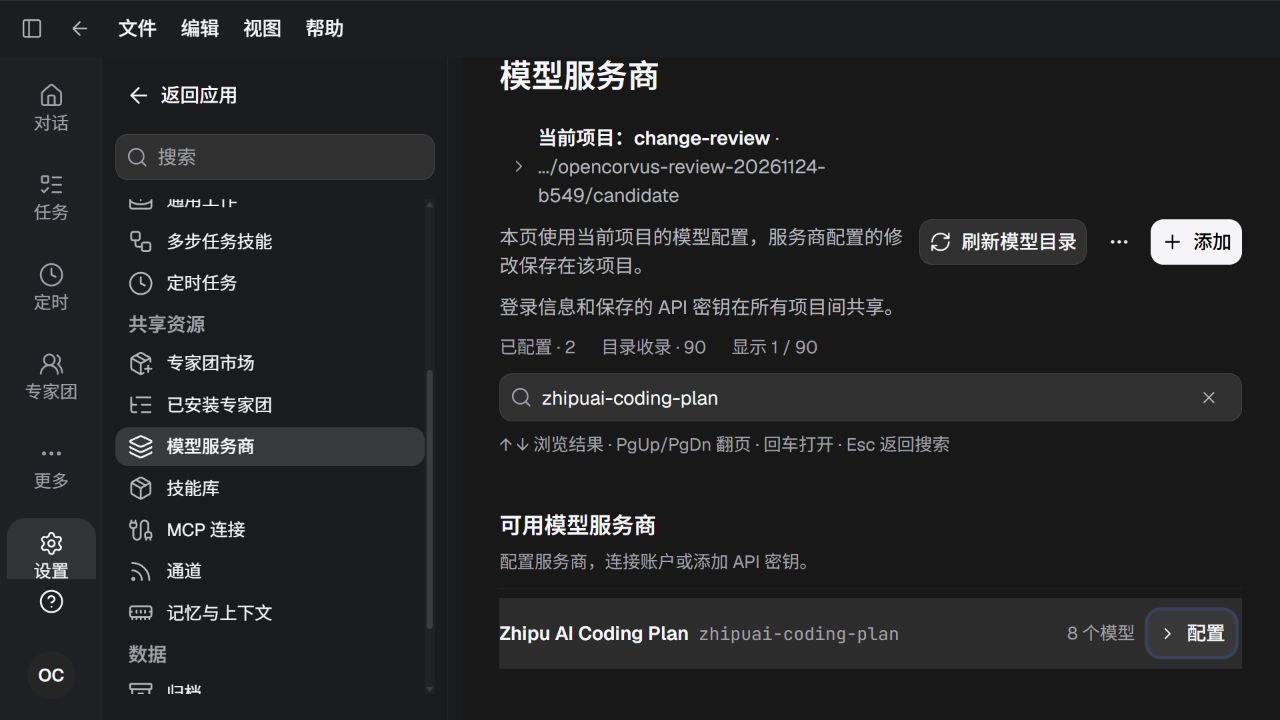 文件 编辑 视图 帮助
对话
任务
定时
专家团
更多
设置
OC
返回应用
搜索
通用工作
多步任务技能
定时任务
共享资源
专家团市场
已安装专家团
模型服务商
技能库
MCP 连接
通道
记忆与上下文
数据
归档
模型服务商
当前项目：change-review ·
.../opencorvus-review-20261124-
b549/candidate
本页使用当前项目的模型配置，服务商配置的修
改保存在该项目。
刷新模型目录
添加
登录信息和保存的 API 密钥在所有项目间共享。
已配置 · 2 目录收录 · 90 显示 1 / 90
zhipuai-coding-plan
↑↓ 浏览结果 · PgUp/PgDn 翻页 · 回车打开 · Esc 返回搜索
可用模型服务商
配置服务商，连接账户或添加 API 密钥。
Zhipu AI Coding Plan zhipuai-coding-plan 8 个模型 配置